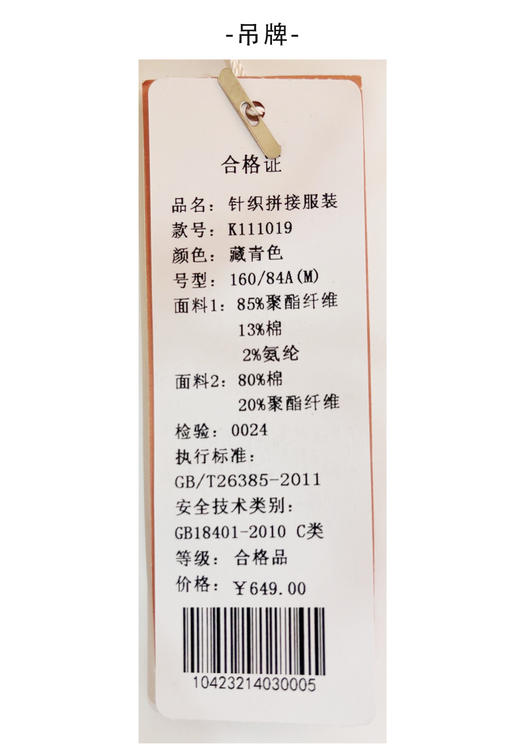 -吊牌-
合格证
品名：针织拼接服装
款号：K111019
颜色：藏青色
号型：160/84A(M)
面料1：85%聚酯纤维
13%棉
2%氨纶
面料2：80%棉
20%聚酯纤维
检验：0024
执行标准：
GB/T26385-2011
安全技术类别：
GB18401-2010 C类
等级：合格品
价格：￥649.00
10423214030005